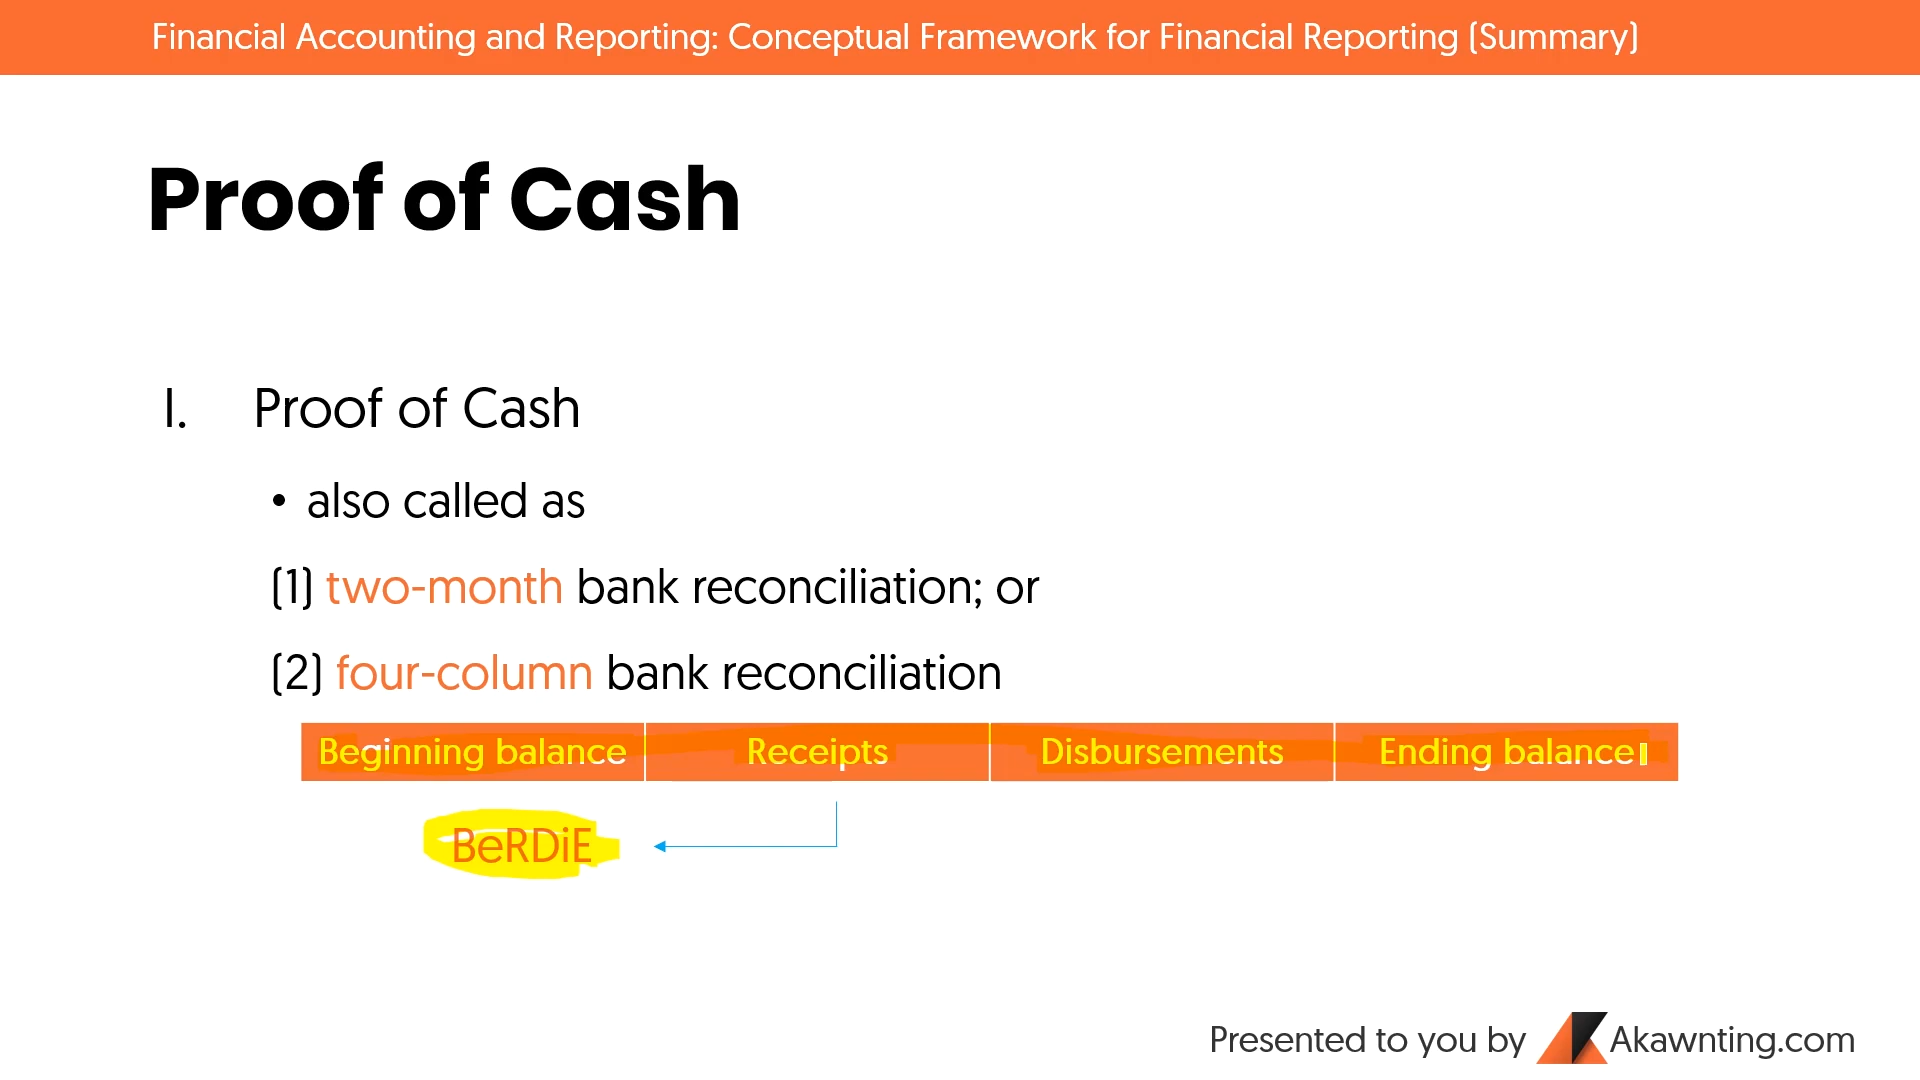 Financial Accounting and Reporting: Conceptual Framework for Financial Reporting (Summary)
Proof of Cash
I. Proof of Cash
• also called as
(1) two-month bank reconciliation; or
(2) four-column bank reconciliation
Beginning balance Receipts Disbursements Ending balance
BeRDiE
Presented to you by Akawnting.com